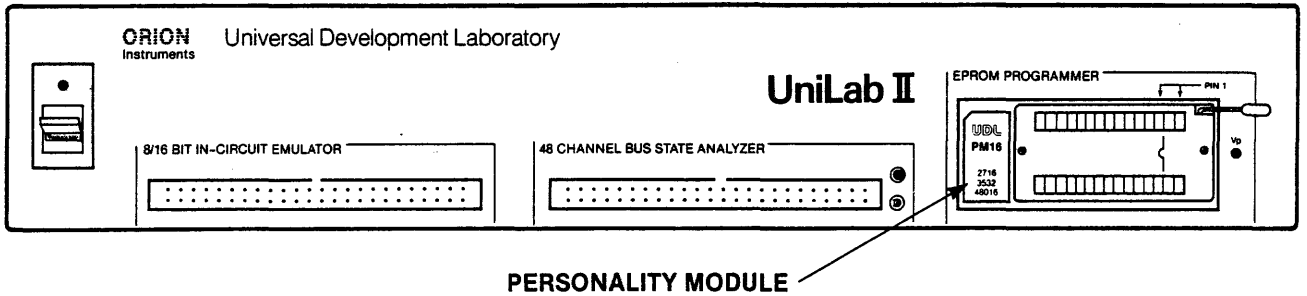 ORION Universal Development Laboratory
Instruments
UniLab II
EPROM PROGRAMMER
PIN 1
8/16 BIT IN-CIRCUIT EMULATOR
48 CHANNEL BUS STATE ANALYZER
UDL
PM16
2716
3532
48016
Vp
PERSONALITY MODULE